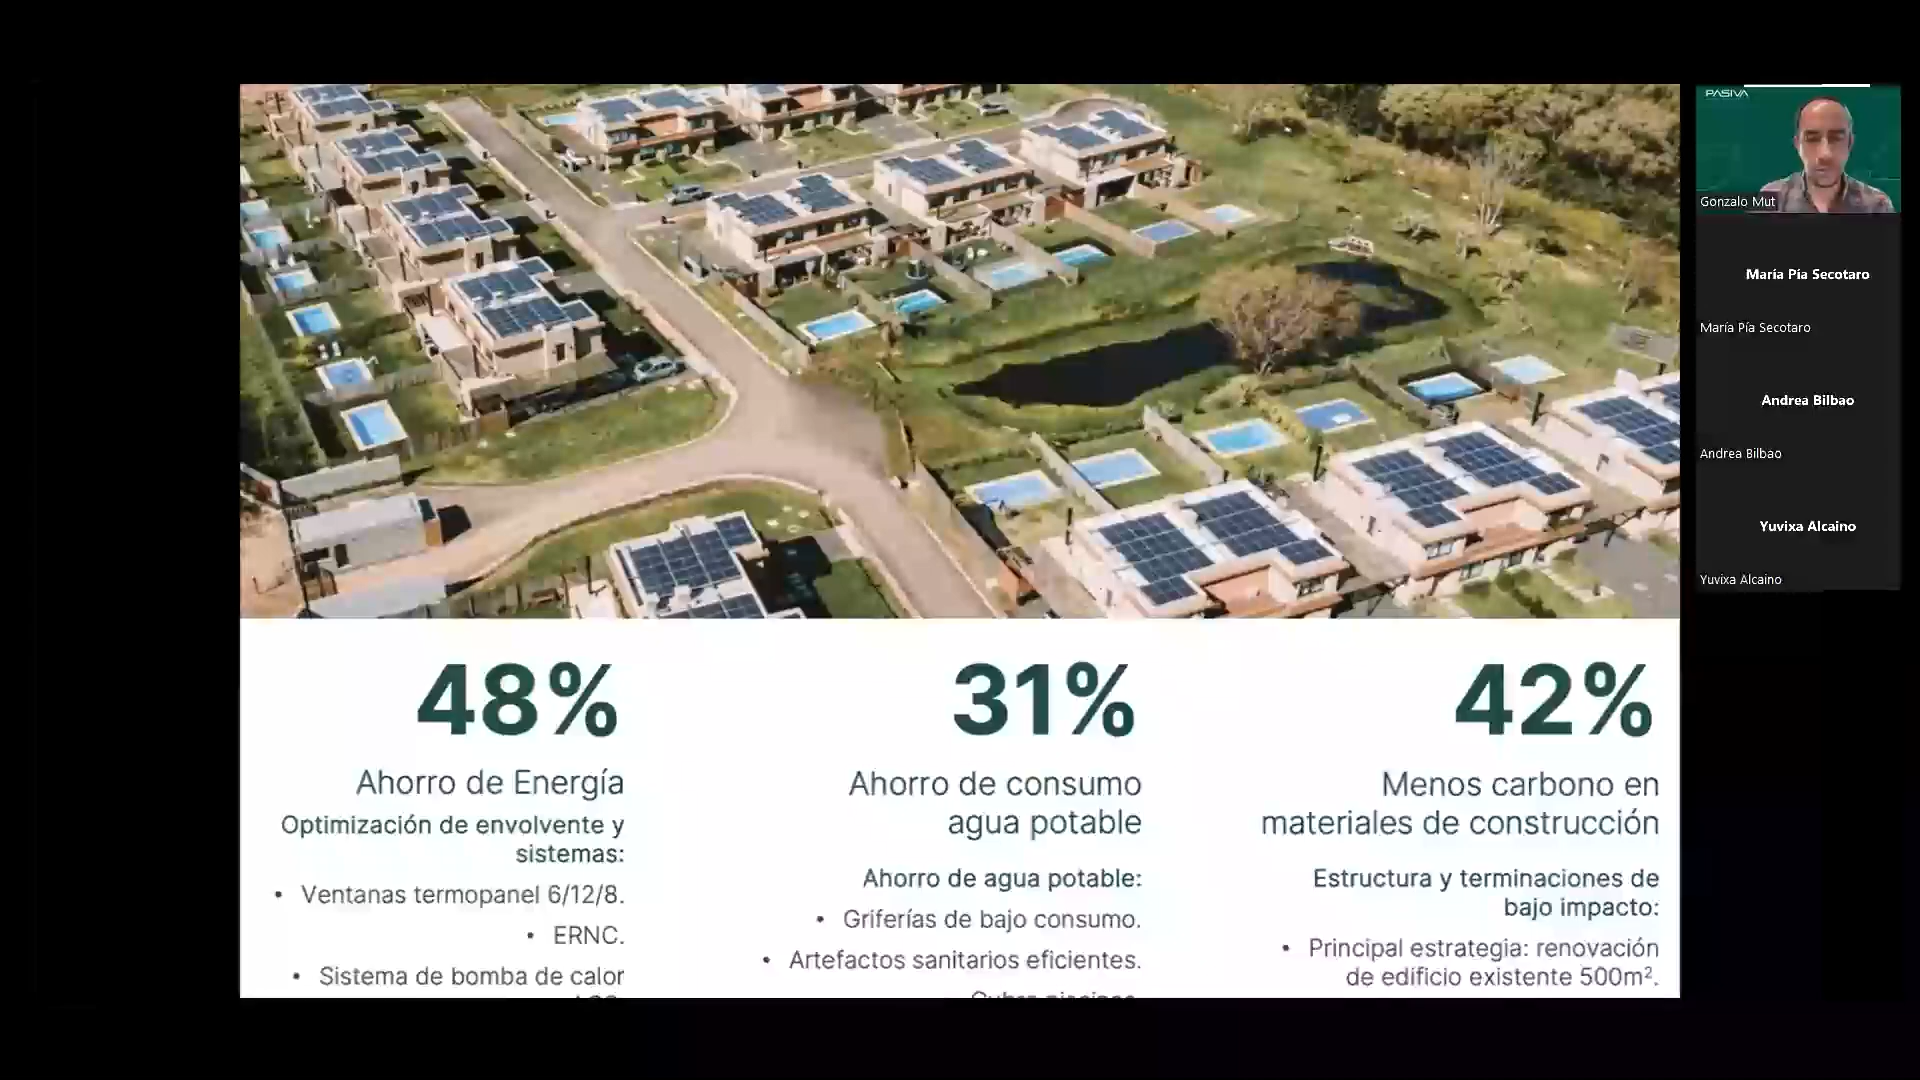 48%
Ahorro de Energía
Optimización de envolvente y
sistemas:
• Ventanas termopanel 6/12/8.
• ERNC.
• Sistema de bomba de calor
31%
Ahorro de consumo
agua potable
Ahorro de agua potable:
• Griferías de bajo consumo.
• Artefactos sanitarios eficientes.
42%
Menos carbono en
materiales de construcción
Estructura y terminaciones de
bajo impacto:
• Principal estrategia: renovación
de edificio existente 500m².
PASIVA
Gonzalo Mut
María Pía Secotaro
María Pía Secotaro
Andrea Bilbao
Andrea Bilbao
Yuvixa Alcaino
Yuvixa Alcaino